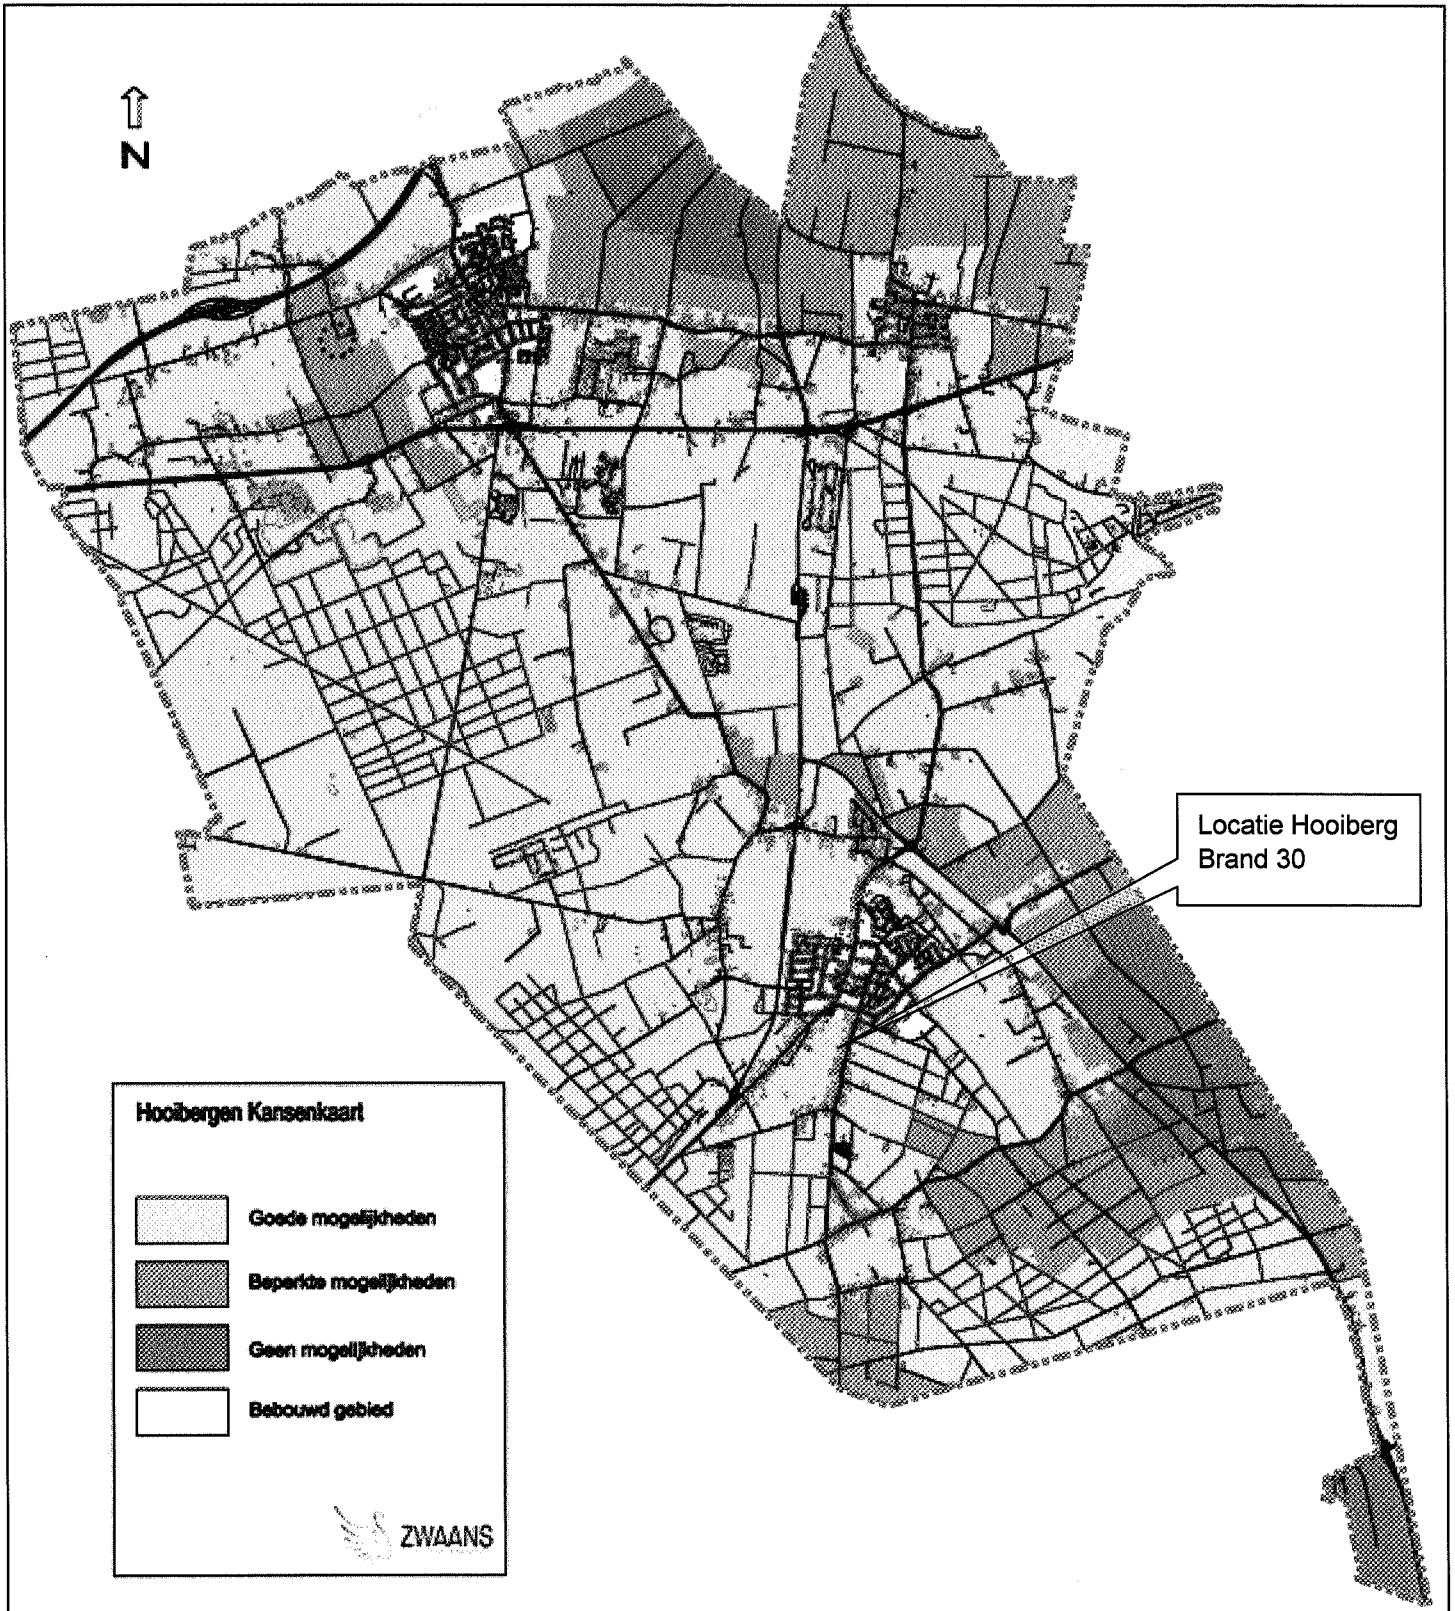 N
Locatie Hooiberg
Brand 30
Hooibergen Kansenkaart
Goede mogelijkheden
Beperkte mogelijkheden
Geen mogelijkheden
Bebouwd gebied
ZWAANS